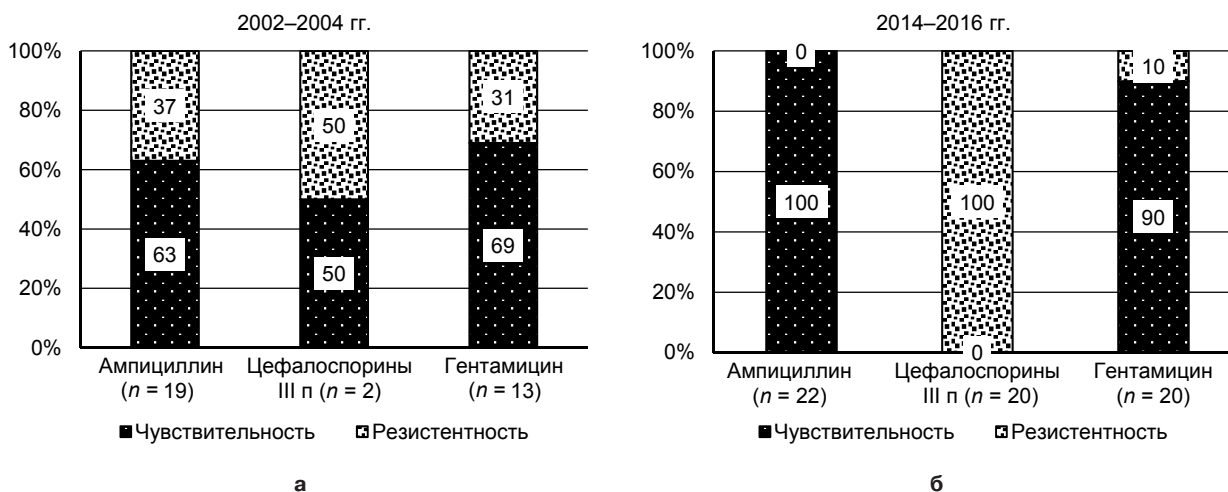 2002–2004 гг.
100%
80%
60%
40%
20%
0%
37
50
31
63
50
69
Ампициллин
(n = 19)
Цефалоспорины
III п (n = 2)
Гентамицин
(n = 13)
Чувствительность
Резистентность
а
2014–2016 гг.
100%
80%
60%
40%
20%
0%
0
10
100
100
90
0
Ампициллин
(n = 22)
Цефалоспорины
III п (n = 20)
Гентамицин
(n = 20)
Чувствительность
Резистентность
б